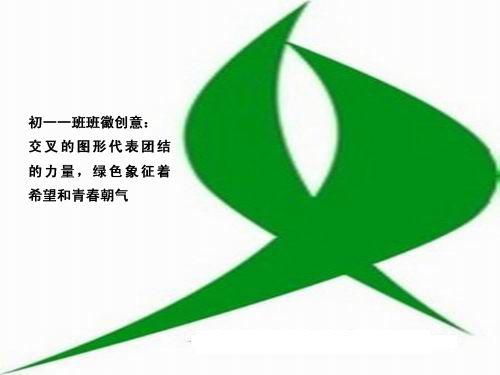 初一一班班徽创意：
交叉的图形代表团结
的力量，绿色象征着
希望和青春朝气